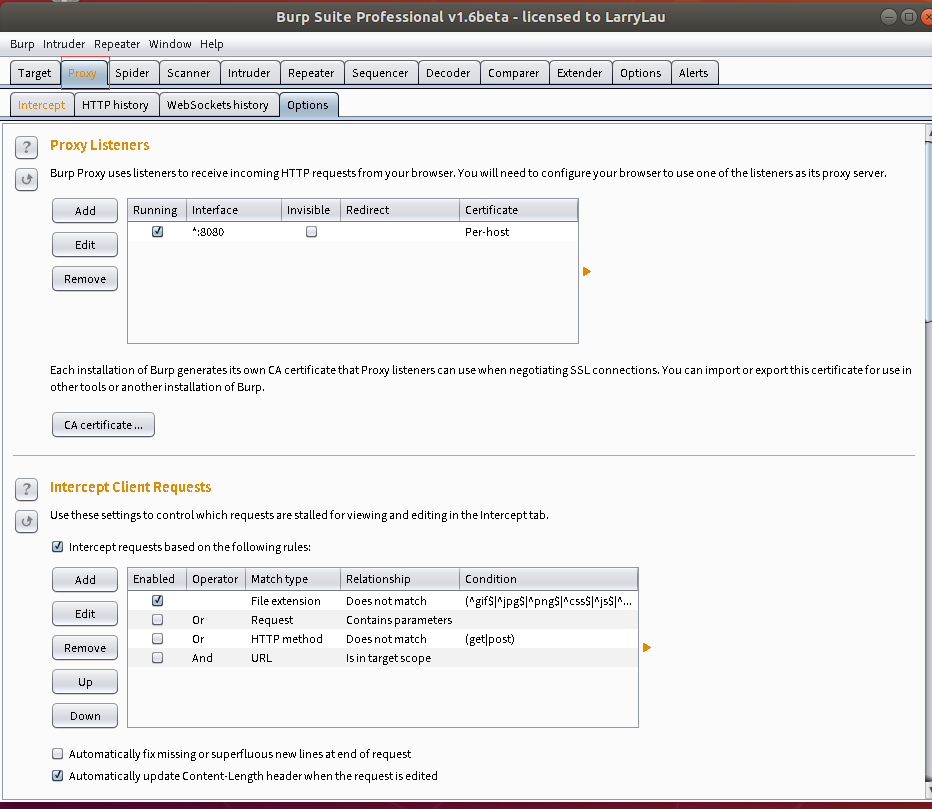 Burp Suite Professional v1.6beta - licensed to LarryLau
Burp Intruder Repeater Window Help
Target Proxy Spider Scanner Intruder Repeater Sequencer Decoder Comparer Extender Options Alerts
Intercept HTTP history WebSockets history Options
? Proxy Listeners
Burp Proxy uses listeners to receive incoming HTTP requests from your browser. You will need to configure your browser to use one of the listeners as its proxy server.
Add Running Interface Invisible Redirect Certificate
*:8080 Per-host
Edit
Remove
Each installation of Burp generates its own CA certificate that Proxy listeners can use when negotiating SSL connections. You can import or export this certificate for use in
other tools or another installation of Burp.
CA certificate ...
? Intercept Client Requests
Use these settings to control which requests are stalled for viewing and editing in the Intercept tab.
Intercept requests based on the following rules:
Add Enabled Operator Match type Relationship Condition
File extension Does not match (^gif$|^jpg$|^png$|^css$|^js$|^...
Edit Or Request Contains parameters
Or HTTP method Does not match (get|post)
Remove And URL Is in target scope
Up
Down
Automatically fix missing or superfluous new lines at end of request
Automatically update Content-Length header when the request is edited